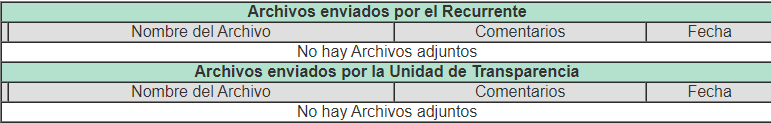 Archivos enviados por el Recurrente
Nombre del Archivo Comentarios Fecha
No hay Archivos adjuntos
Archivos enviados por la Unidad de Transparencia
Nombre del Archivo Comentarios Fecha
No hay Archivos adjuntos